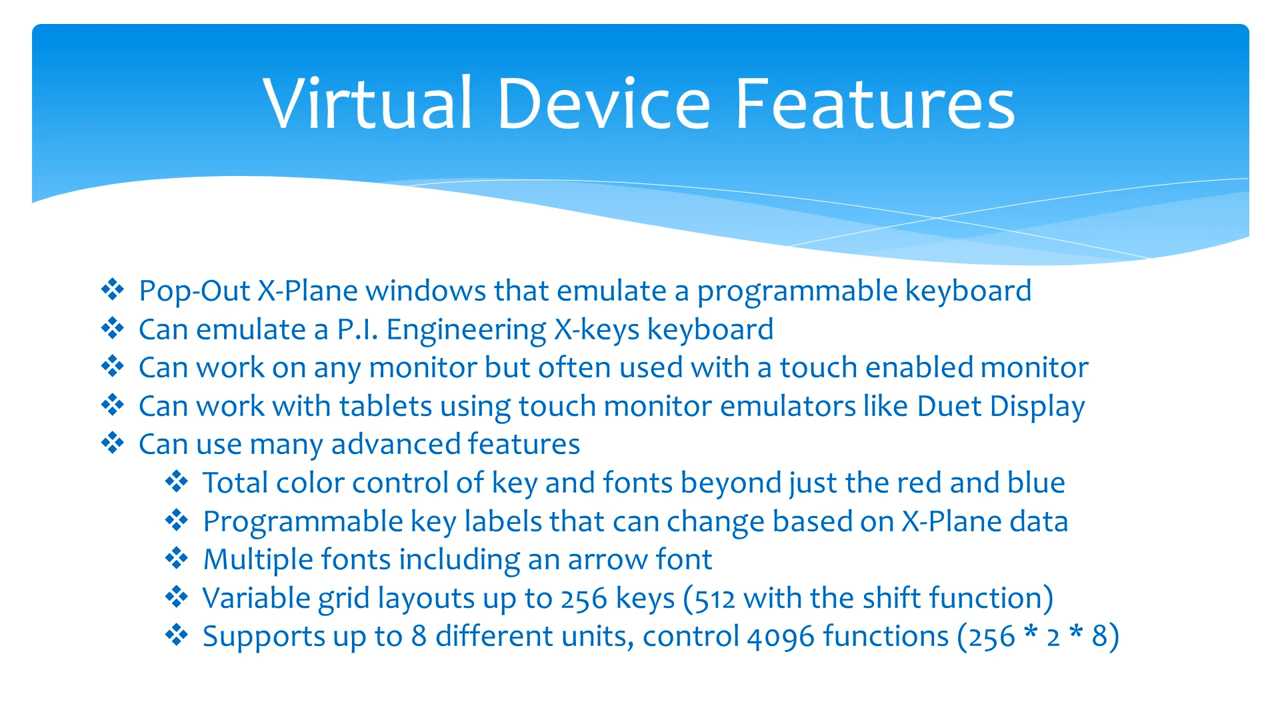 Virtual Device Features
❖ Pop-Out X-Plane windows that emulate a programmable keyboard
❖ Can emulate a P.I. Engineering X-keys keyboard
❖ Can work on any monitor but often used with a touch enabled monitor
❖ Can work with tablets using touch monitor emulators like Duet Display
❖ Can use many advanced features
❖ Total color control of key and fonts beyond just the red and blue
❖ Programmable key labels that can change based on X-Plane data
❖ Multiple fonts including an arrow font
❖ Variable grid layouts up to 256 keys (512 with the shift function)
❖ Supports up to 8 different units, control 4096 functions (256 * 2 * 8)